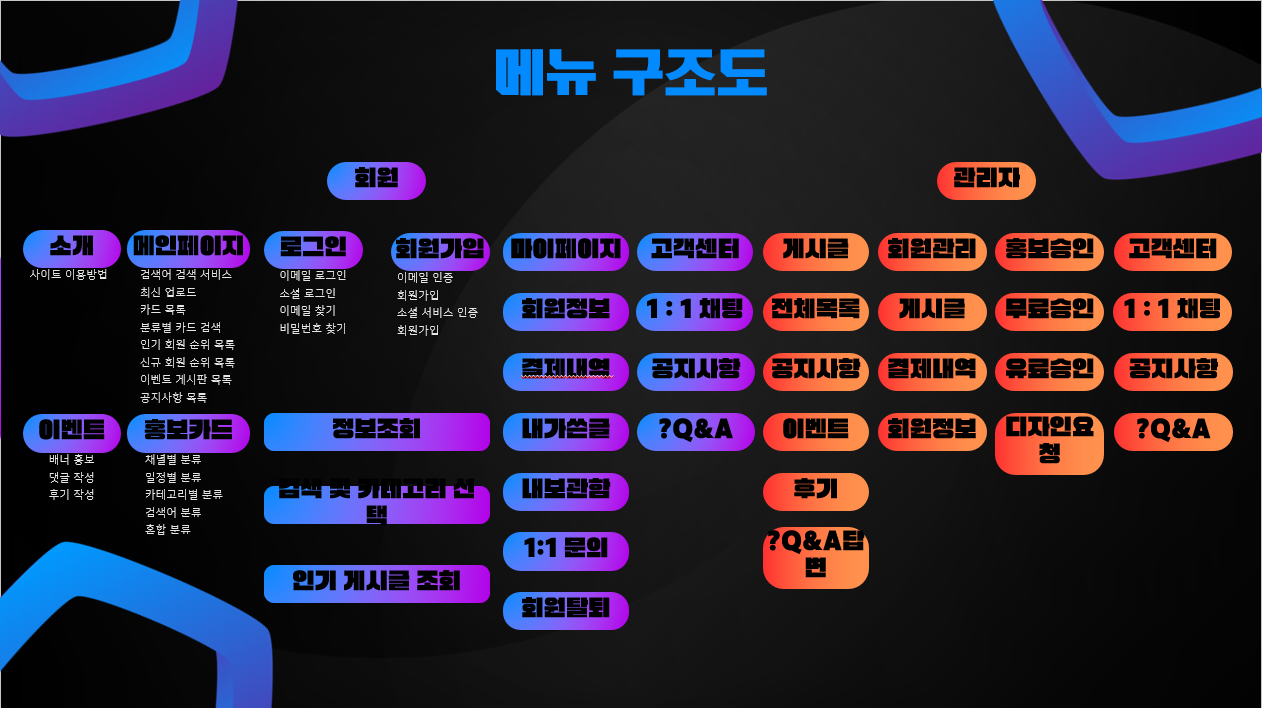 메뉴 구조도
회원
관리자
소개
사이트 이용방법
메인페이지
검색어 검색 서비스
최신 업로드
카드 목록
분류별 카드 검색
인기 회원 순위 목록
신규 회원 순위 목록
이벤트 게시판 목록
공지사항 목록
로그인
이메일 로그인
소셜 로그인
이메일 찾기
비밀번호 찾기
회원가입
이메일 인증
회원가입
소셜 서비스 인증
회원가입
이벤트
배너 홍보
댓글 작성
후기 작성
홍보카드
채널별 분류
일정별 분류
카테고리별 분류
검색어 분류
혼합 분류
정보조회
검색 및 카테고리 선
택
인기 게시글 조회
마이페이지
회원정보
결제내역
내가쓴글
내보관함
1:1 문의
회원탈퇴
고객센터
1 : 1 채팅
공지사항
?Q&A
게시글
전체목록
공지사항
이벤트
후기
?Q&A답
변
회원관리
게시글
결제내역
회원정보
홍보승인
무료승인
유료승인
디자인요
청
고객센터
1 : 1 채팅
공지사항
?Q&A